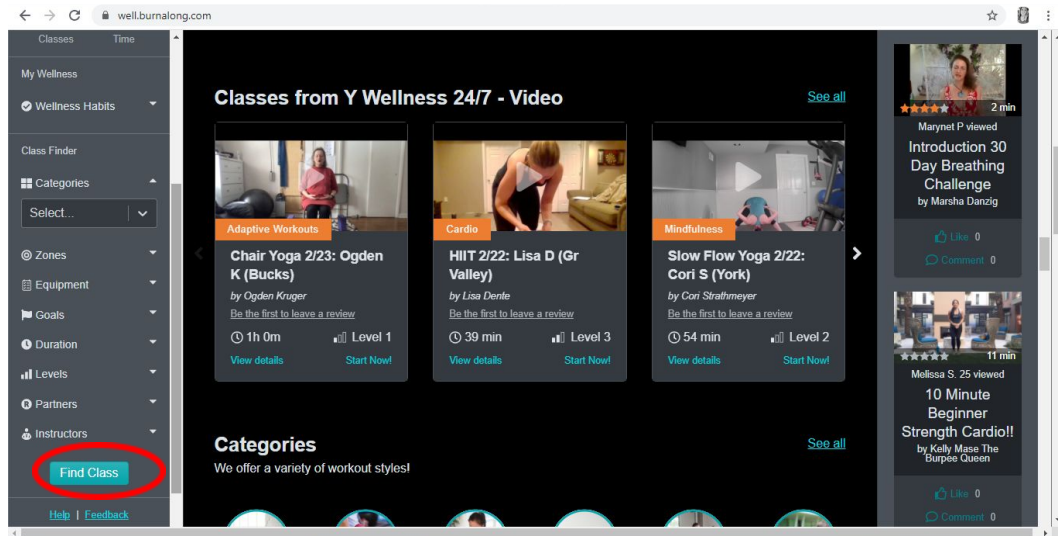 well.burnalong.com
Classes Time
My Wellness
Wellness Habits
Class Finder
Categories
Select...
Zones
Equipment
Goals
Duration
Levels
Partners
Instructors
Find Class
Help | Feedback
Classes from Y Wellness 24/7 - Video
See all
Adaptive Workouts
Chair Yoga 2/23: Ogden
K (Bucks)
by Ogden Kruger
Be the first to leave a review
1h 0m Level 1
View details Start Now!
Cardio
HIIT 2/22: Lisa D (Gr
Valley)
by Lisa Dente
Be the first to leave a review
39 min Level 3
View details Start Now!
Mindfulness
Slow Flow Yoga 2/22:
Cori S (York)
by Cori Strathmeyer
Be the first to leave a review
54 min Level 2
View details Start Now!
Categories
See all
We offer a variety of workout styles!
2 min
Marynet P viewed
Introduction 30
Day Breathing
Challenge
by Marsha Danzig
Like 0
Comment 0
11 min
Melissa S. 25 viewed
10 Minute
Beginner
Strength Cardio!!
by Kelly Mase The
Burpee Queen
Like 0
Comment 0